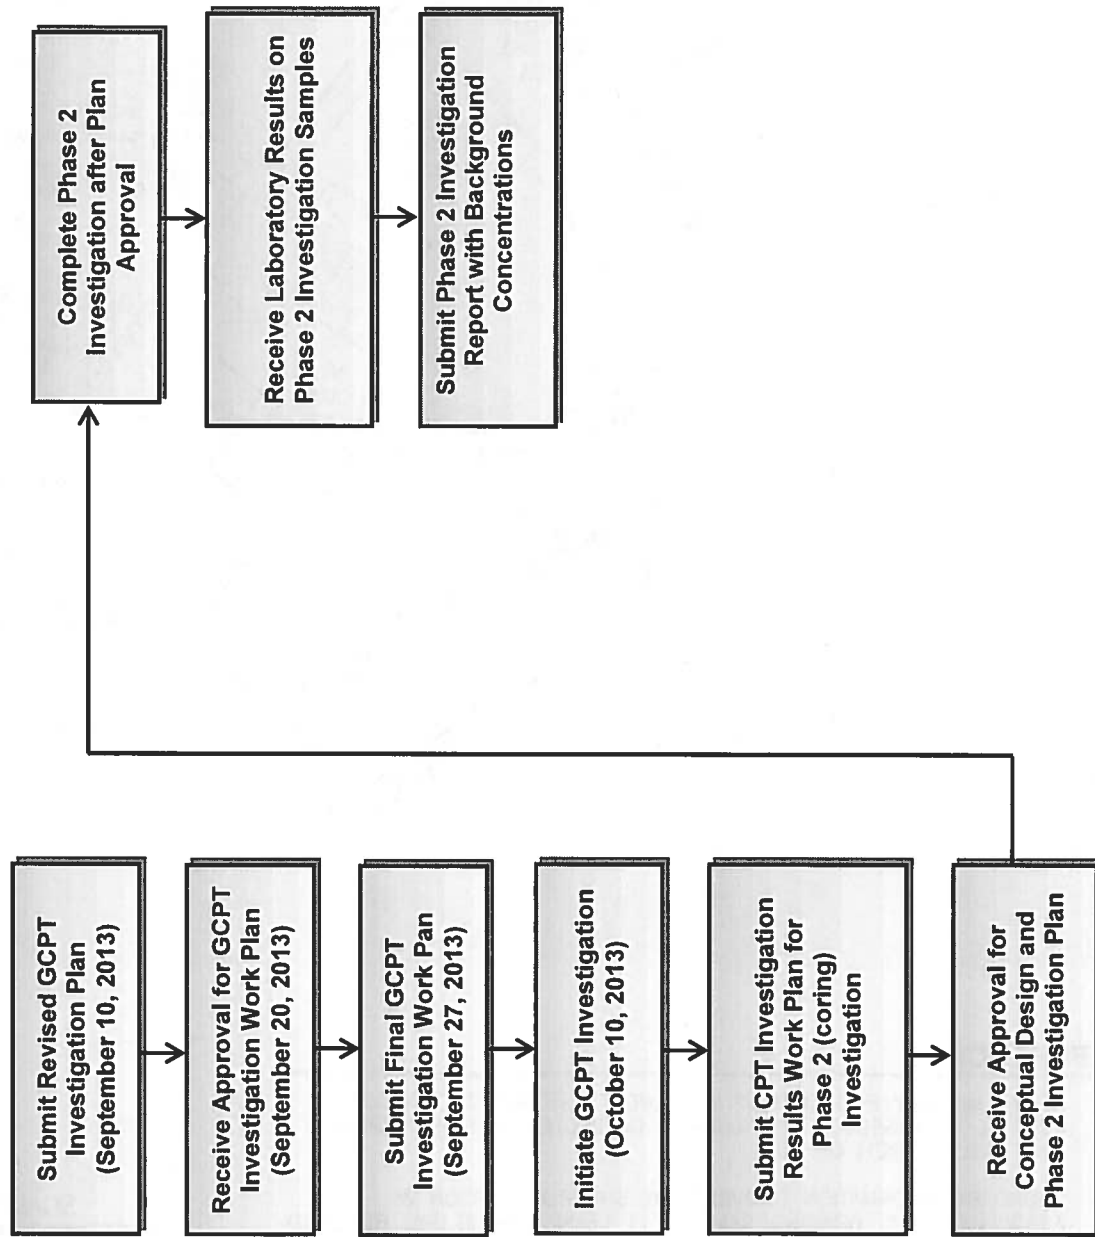 Submit Revised GCPT
Investigation Plan
(September 10, 2013)
Receive Approval for GCPT
Investigation Work Plan
(September 20, 2013)
Submit Final GCPT
Investigation Work Pan
(September 27, 2013)
Initiate GCPT Investigation
(October 10, 2013)
Submit CPT Investigation
Results Work Plan for
Phase 2 (coring)
Investigation
Receive Approval for
Conceptual Design and
Phase 2 Investigation Plan
Complete Phase 2
Investigation after Plan
Approval
Receive Laboratory Results on
Phase 2 Investigation Samples
Submit Phase 2 Investigation
Report with Background
Concentrations